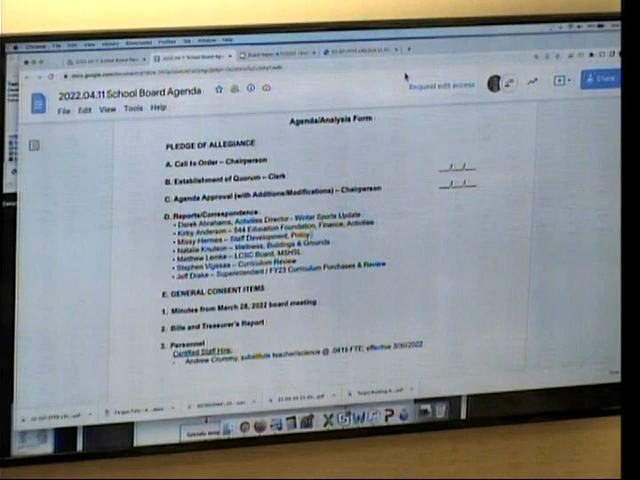 2022.04.11 School Board Agenda
File Edit View Tools Help
Request edit access
Share
Agenda/Analysis Form
PLEDGE OF ALLEGIANCE
A. Call to Order – Chairperson
B. Establishment of Quorum – Clerk
C. Agenda Approval (with Additions/Modifications) – Chairperson
D. Reports/Correspondence
• Derek Abrahams, Activities Director - Winter Sports Update
• Kirby Anderson – 544 Education Foundation, Finance, Activities
• Missy Hermes – Staff Development, Policy
• Natalie Knutson – Wellness, Buildings & Grounds
• Matthew Lemke – LCSC Board, MSHSL
• Stephen Vigesaa – Curriculum Review
• Jeff Drake – Superintendent / FY23 Curriculum Purchases & Review
E. GENERAL CONSENT ITEMS
1. Minutes from March 28, 2022 board meeting
2. Bills and Treasurer's Report
3. Personnel
Certified Staff Hire:
Andrew Crummy, substitute teacher/science @ .0415 FTE; effective 3/30/2022